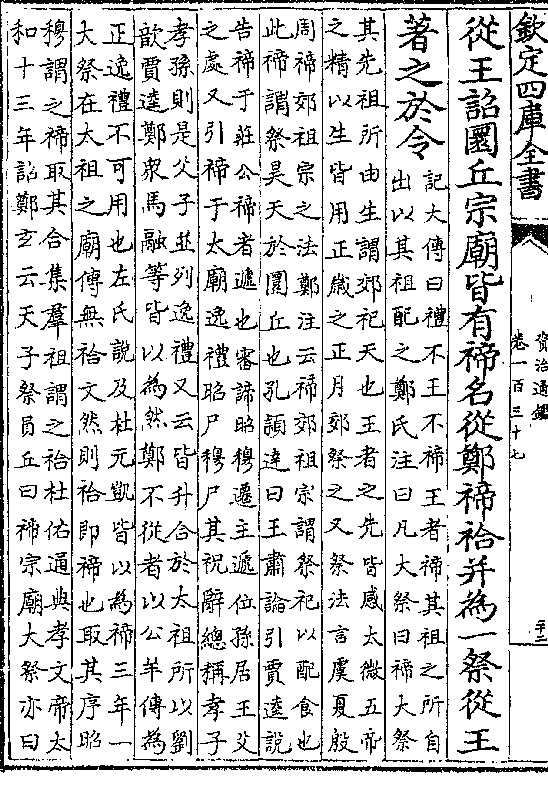 欽定四庫全書
資治通鑑
卷一百三十七
二十二
從王詔圜丘宗廟皆有禘名從鄭禘祫并為一祭從王
著之於令
記大傳曰禮不王不禘王者禘其祖之所自
出以其祖配之鄭氏注曰凡大祭曰禘大祭
其先祖所由生謂郊祀天也王者之先皆感太微五帝
之精以生皆用正歲之正月郊祭之又祭法言虞夏殷
周禘郊祖宗之法鄭注云禘郊祖宗謂祭祀以配食也
此禘謂祭昊天於圜丘也孔頴逹曰王肅論引賈逵說
告禘于莊公禘者遞也審諦昭穆遷主遞位孫居王父
之處又引禘于太廟逸禮昭尸穆尸其祝辭總稱孝子
孝孫則是父子並列逸禮又云皆升合於太祖所以劉
歆賈逵鄭衆馬融等皆以為然鄭不從者以公羊傳為
正逸禮不可用也左氏說及杜元凱皆以為禘三年一
大祭在太祖之廟傳無祫文然則祫即禘也取其序昭
穆謂之禘取其合集羣祖謂之祫杜佑通典孝文帝太
和十三年詔鄭玄云天子祭員丘曰禘宗廟大祭亦曰